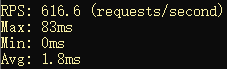 RPS: 616.6 (requests/second)
Max: 83ms
Min: 0ms
Avg: 1.8ms